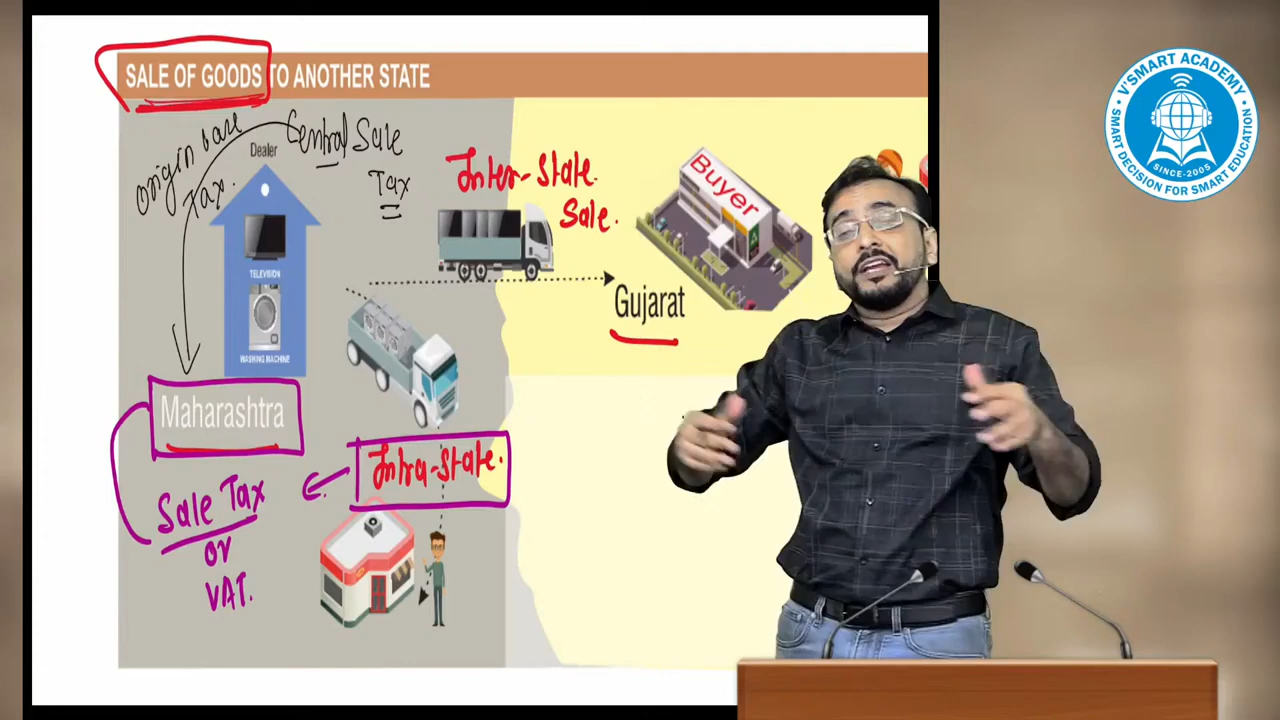 SALE OF GOODS TO ANOTHER STATE
origin base
Tax.
Central Sale
Tax
Dealer
TELEVISION
WASHING MACHINE
Inter-State
Sale.
Buyer
Gujarat
Maharashtra
Intra-State.
Sale Tax
or
VAT.
V'SMART ACADEMY
SINCE-2005
SMART DECISION FOR SMART EDUCATION